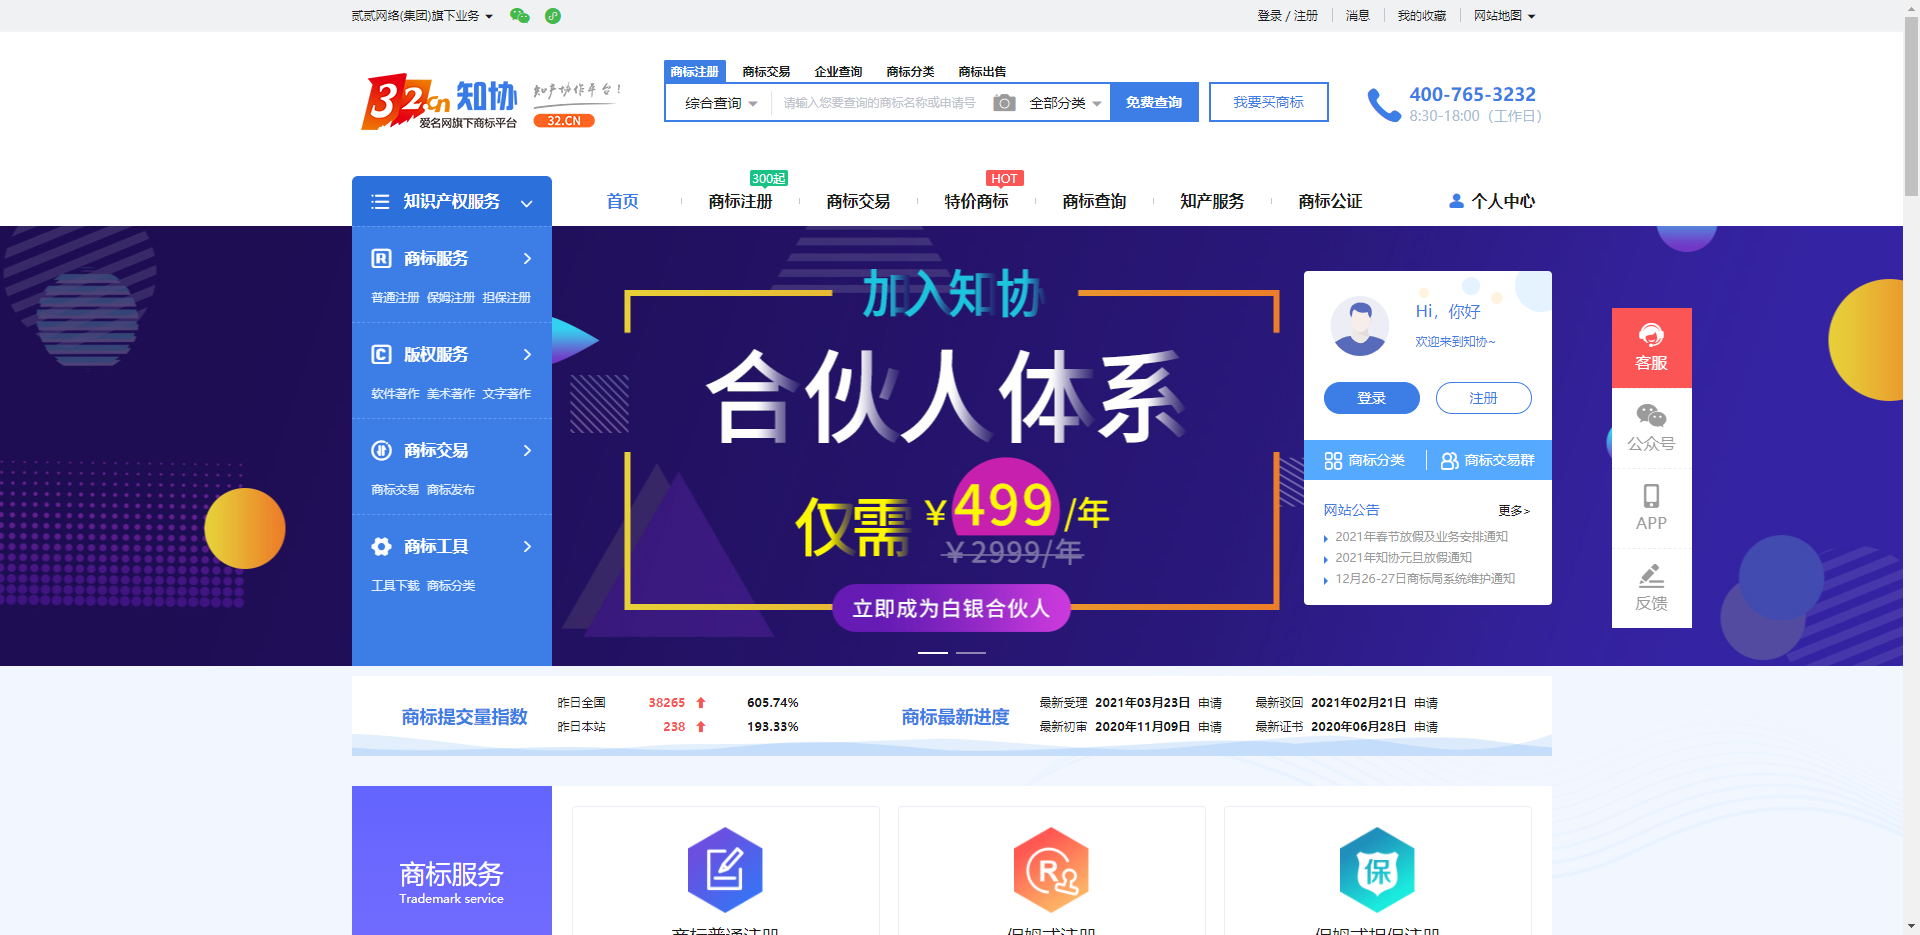 贰贰网络(集团)旗下业务
登录 / 注册
消息
我的收藏
网站地图
32.cn 知协
爱名网旗下商标平台
知产协作平台!
32.CN
商标注册 商标交易 企业查询 商标分类 商标出售
综合查询 请输入您要查询的商标名称或申请号 全部分类 免费查询
我要买商标
400-765-3232
8:30-18:00（工作日）
知识产权服务
首页
300起
商标注册
商标交易
HOT
特价商标
商标查询
知产服务
商标公证
个人中心
商标服务
普通注册 保姆注册 担保注册
版权服务
软件著作 美术著作 文字著作
商标交易
商标交易 商标发布
商标工具
工具下载 商标分类
加入知协
合伙人体系
仅需 ¥499/年
¥2999/年
立即成为白银合伙人
Hi，你好
欢迎来到知协~
登录
注册
商标分类
商标交易群
网站公告 更多>
2021年春节放假及业务安排通知
2021年知协元旦放假通知
12月26-27日商标局系统维护通知
客服
公众号
APP
反馈
商标提交量指数
昨日全国 38265 605.74%
昨日本站 238 193.33%
商标最新进度
最新受理 2021年03月23日 申请 最新驳回 2021年02月21日 申请
最新初审 2020年11月09日 申请 最新证书 2020年06月28日 申请
商标服务
Trademark service
R
保
商标普通注册
保姆式注册
保姆式担保注册